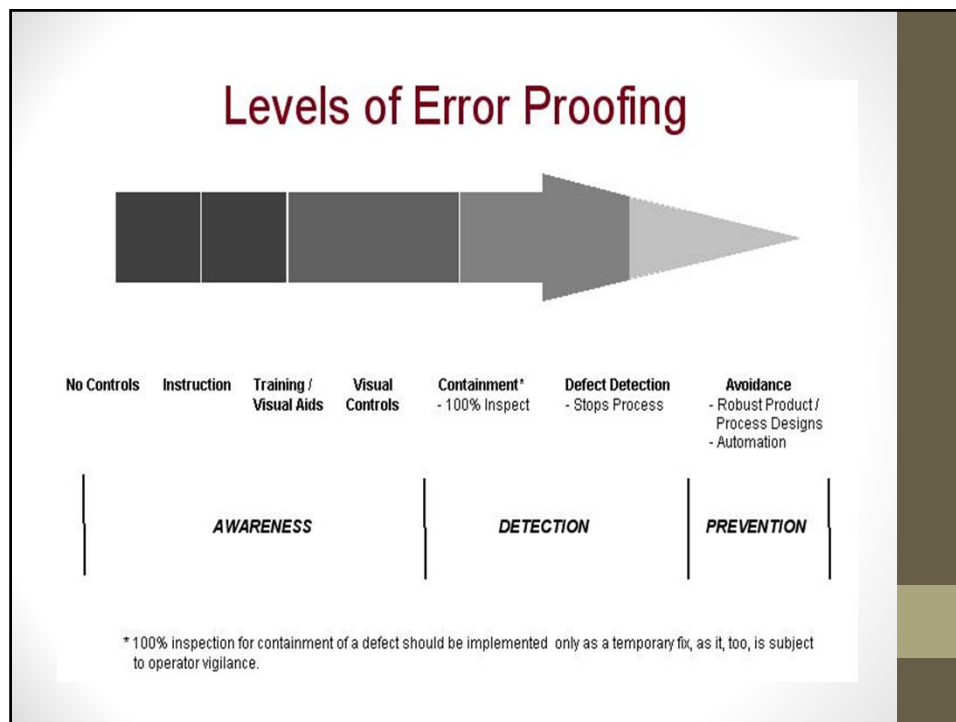 Levels of Error Proofing
No Controls
Instruction
Training /
Visual Aids
Visual
Controls
Containment*
- 100% Inspect
Defect Detection
- Stops Process
Avoidance
- Robust Product /
Process Designs
- Automation
AWARENESS
DETECTION
PREVENTION
* 100% inspection for containment of a defect should be implemented only as a temporary fix, as it, too, is subject
to operator vigilance.